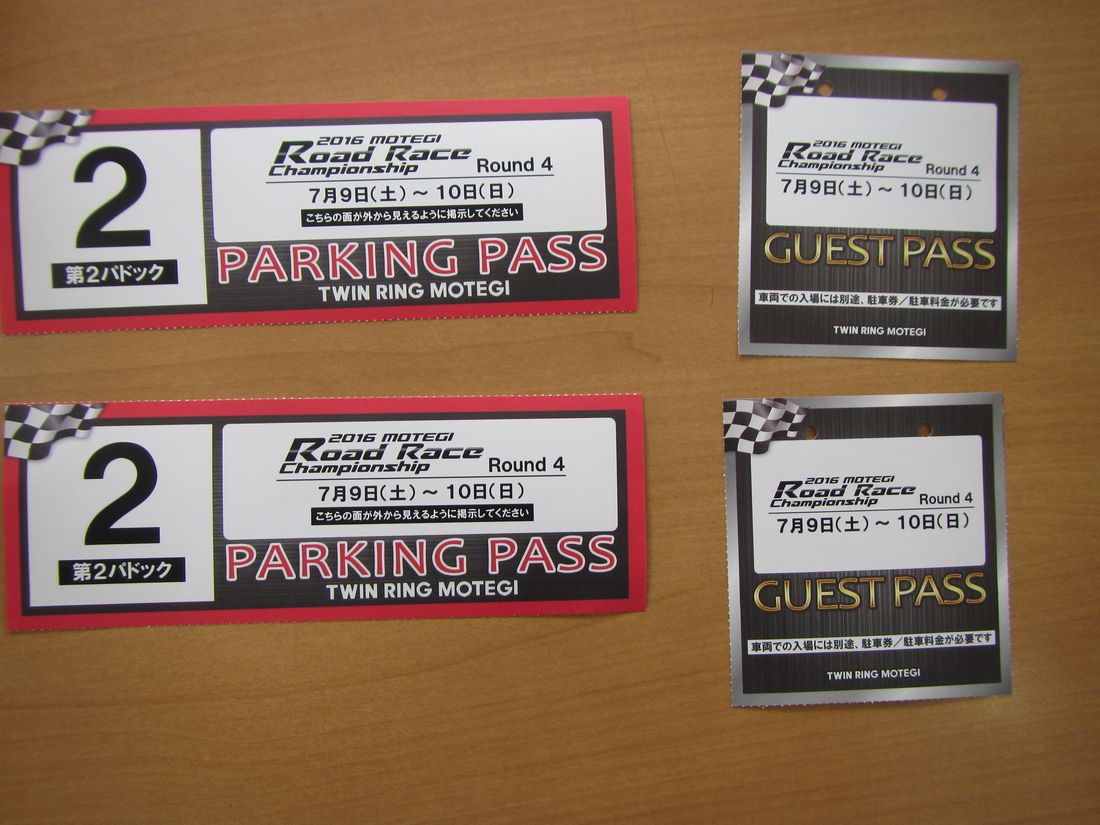 2
第2パドック
2016 MOTEGI
Road Race
Championship Round 4
7月9日(土)～10日(日)
こちらの面が外から見えるように掲示してください
PARKING PASS
TWIN RING MOTEGI
2016 MOTEGI
Road Race
Championship Round 4
7月9日(土)～10日(日)
GUEST PASS
車両での入場には別途、駐車券／駐車料金が必要です
TWIN RING MOTEGI
2
第2パドック
2016 MOTEGI
Road Race
Championship Round 4
7月9日(土)～10日(日)
こちらの面が外から見えるように掲示してください
PARKING PASS
TWIN RING MOTEGI
2016 MOTEGI
Road Race
Championship Round 4
7月9日(土)～10日(日)
GUEST PASS
車両での入場には別途、駐車券／駐車料金が必要です
TWIN RING MOTEGI